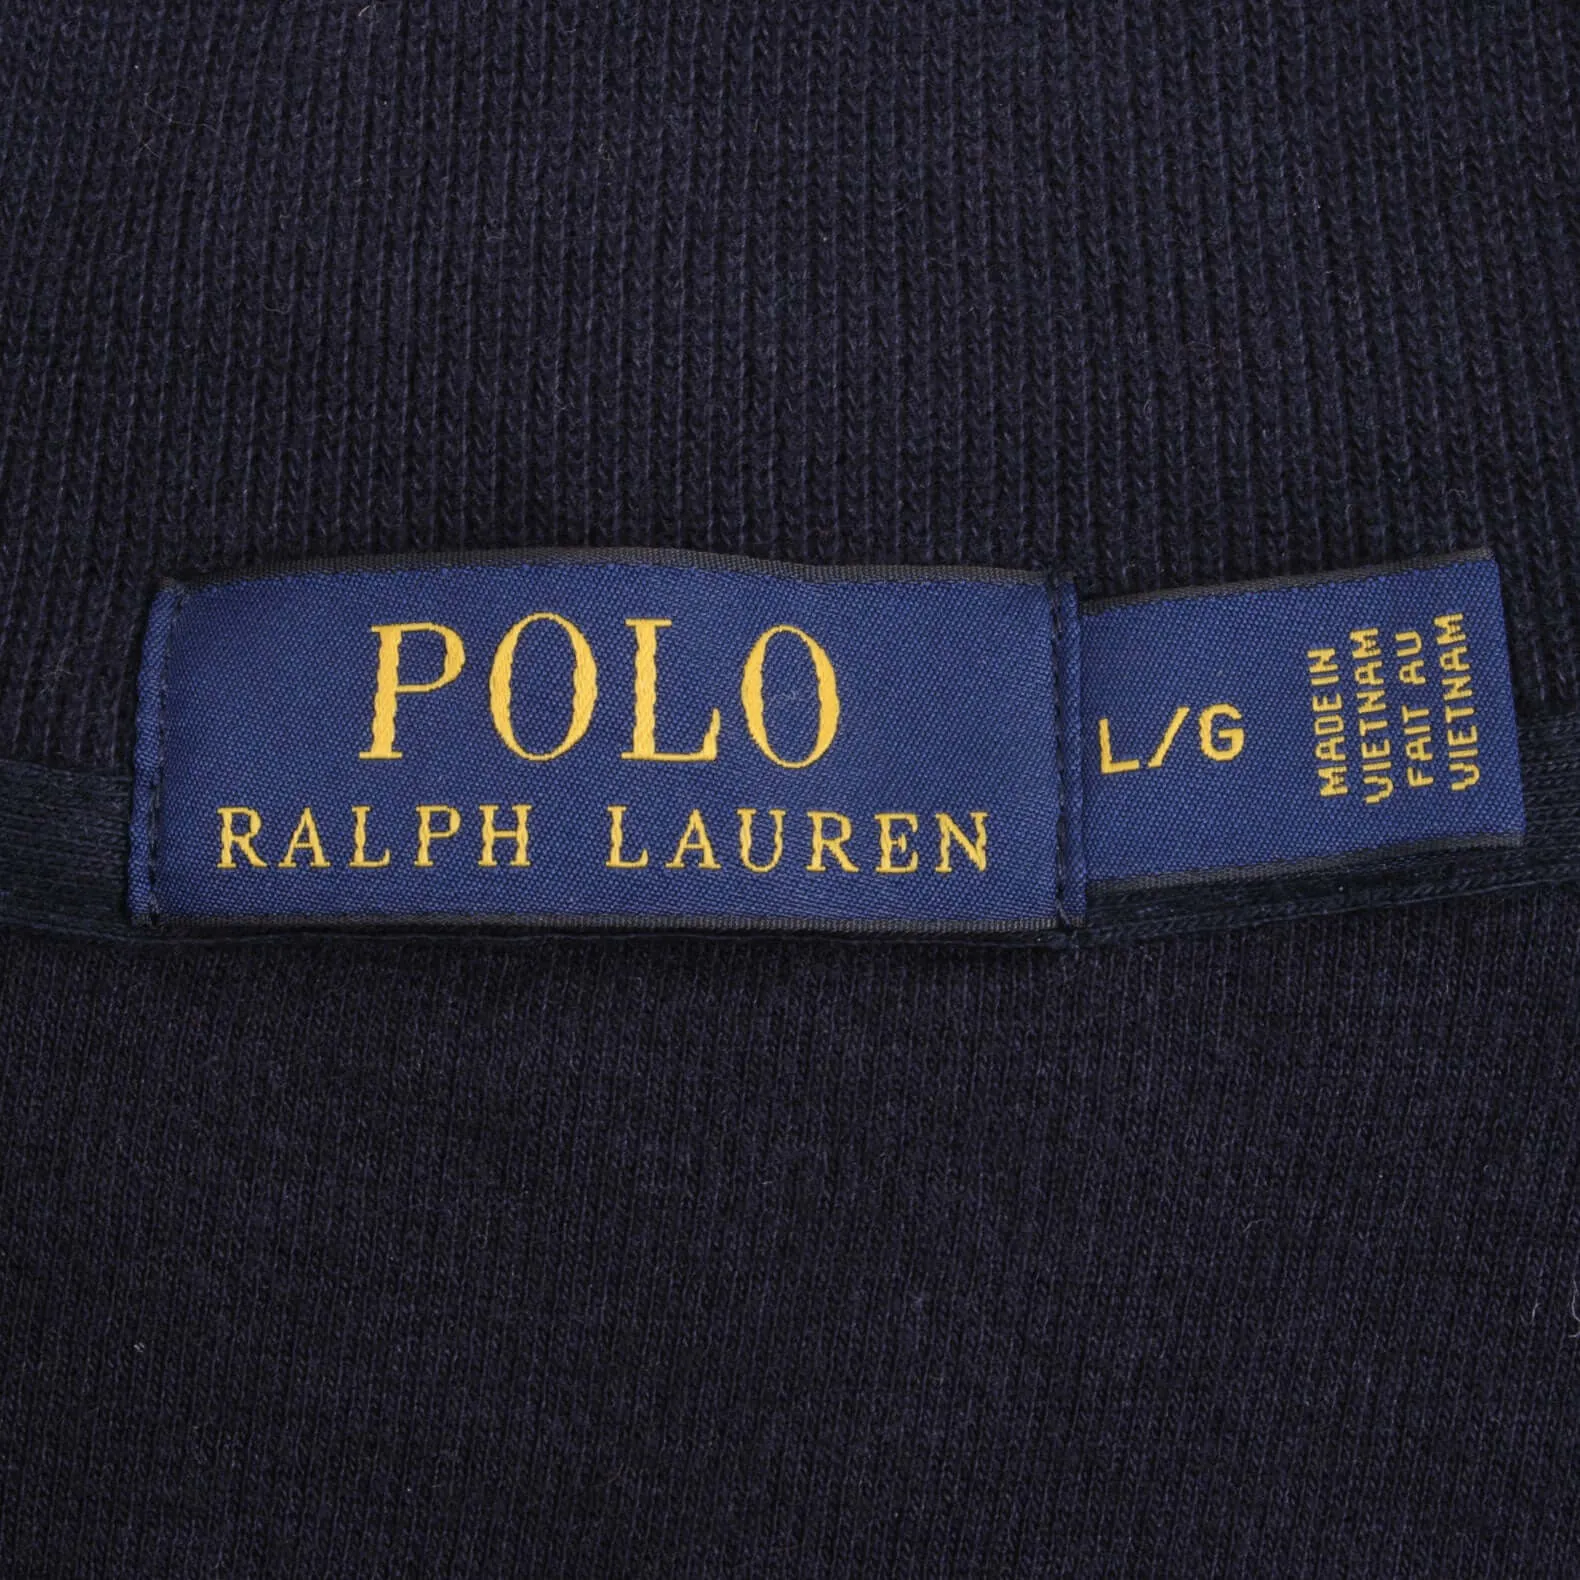 POLO
RALPH LAUREN
L/G
MADE IN
VIETNAM
FAIT AU
VIETNAM